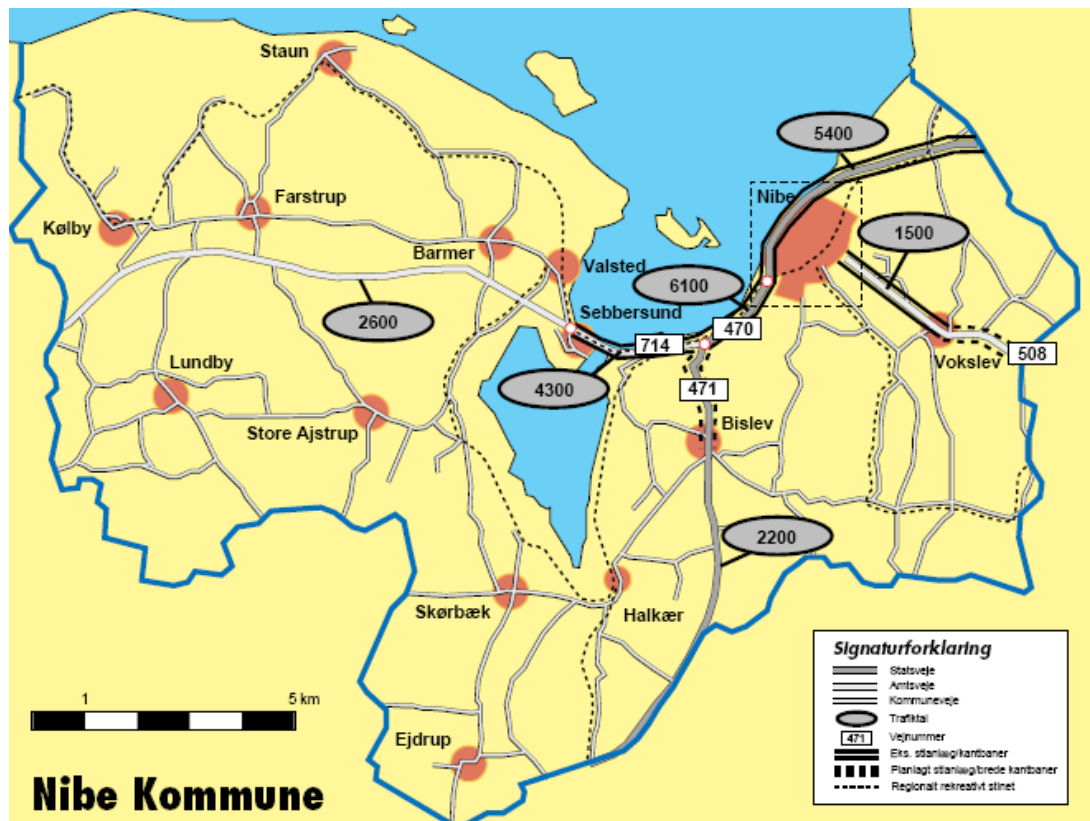 Staun
5400
Farstrup
Nibe
Kølby
1500
Barmer
Valsted
6100
2600
Sebbersund
470
714
Vokslev
508
Lundby
4300
471
Store Ajstrup
Bislev
2200
Skørbæk
Halkær
1
5 km
Ejdrup
Nibe Kommune
Signaturforklaring
Statsveje
Amtsveje
Kommuneveje
Trafiktal
471 Vejnummer
Eks. stianlæg/kantbaner
Planlagt stianlæg/brede kantbaner
Regionalt rekreativt stinet